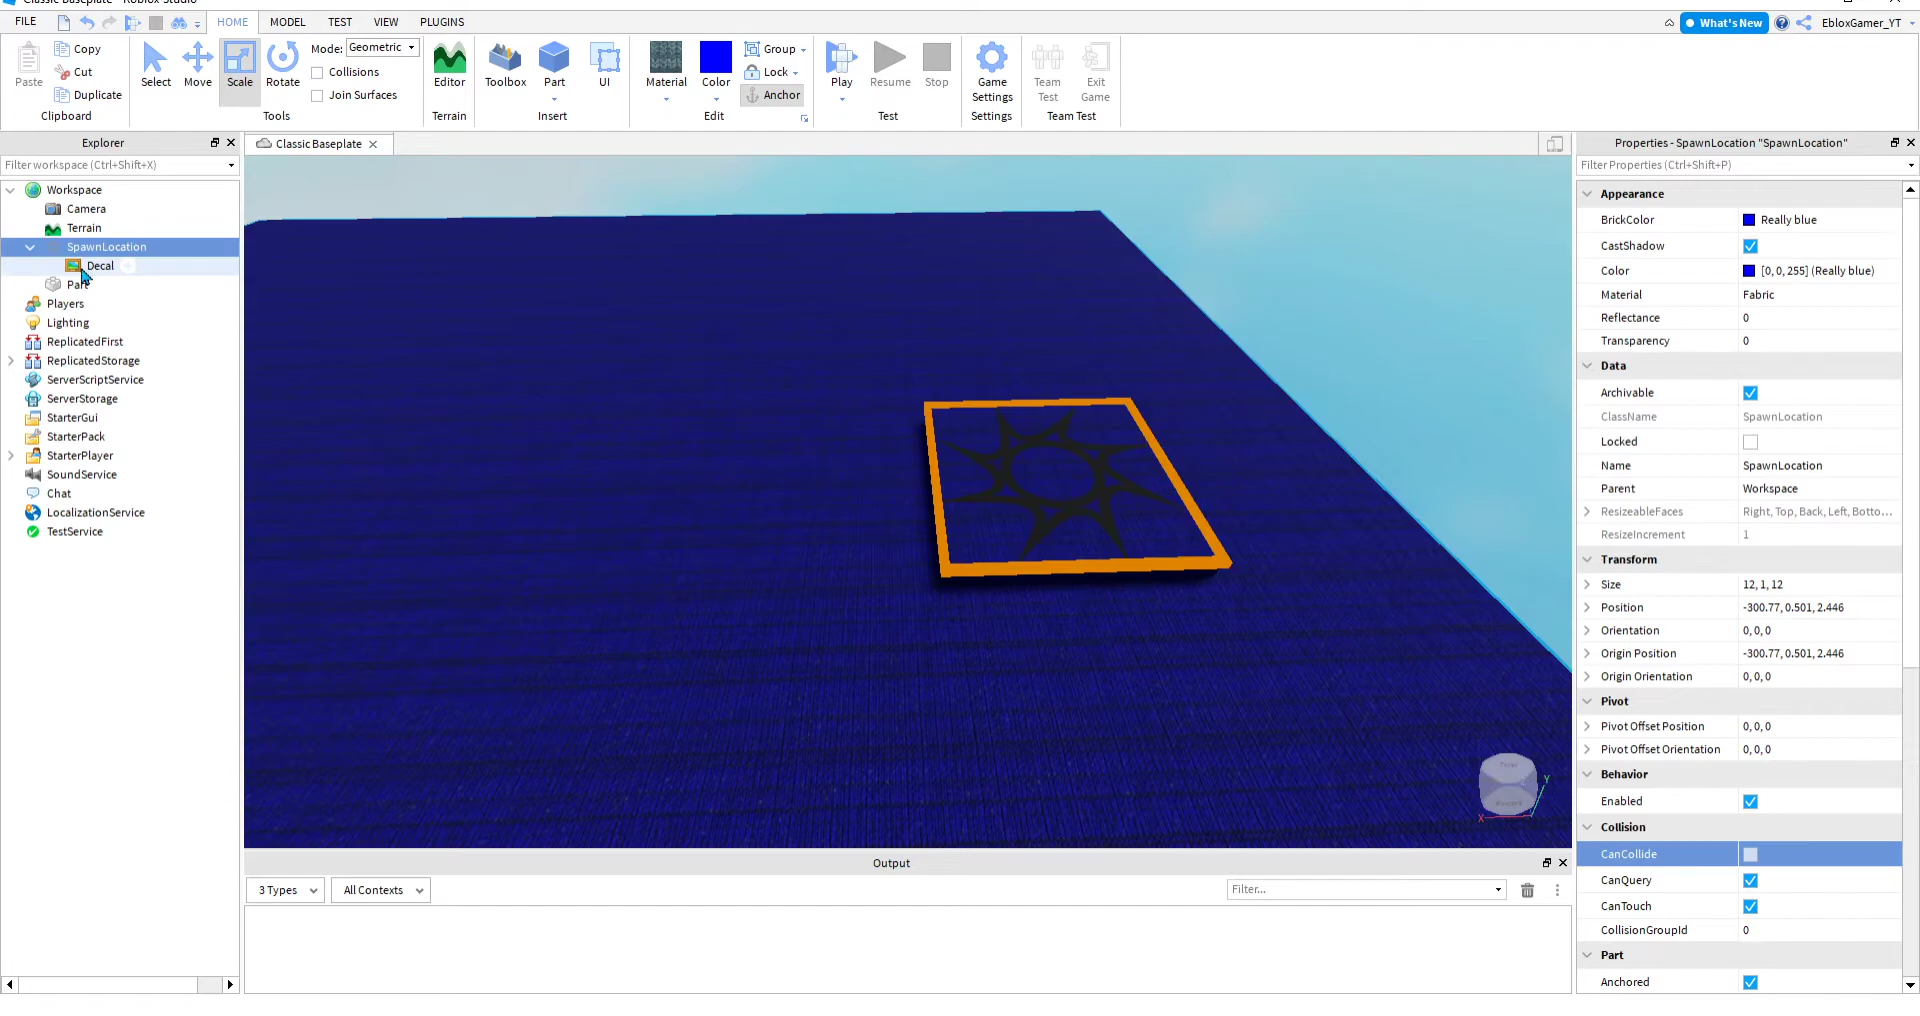 Classic Baseplate - Roblox Studio
FILE HOME MODEL TEST VIEW PLUGINS What's New EbloxGamer_YT
Paste Copy Cut Duplicate Clipboard
Select Move Scale Rotate Mode: Geometric Collisions Join Surfaces Tools
Editor Terrain
Toolbox Part UI Insert
Material Color Group Lock Anchor Edit
Play Resume Stop Test
Game Settings Settings
Team Test Exit Game Team Test
Explorer
Filter workspace (Ctrl+Shift+X)
Workspace
Camera
Terrain
SpawnLocation
Decal
Part
Players
Lighting
ReplicatedFirst
ReplicatedStorage
ServerScriptService
ServerStorage
StarterGui
StarterPack
StarterPlayer
SoundService
Chat
LocalizationService
TestService
Classic Baseplate
Output
3 Types All Contexts Filter...
Properties - SpawnLocation "SpawnLocation"
Filter Properties (Ctrl+Shift+P)
Appearance
BrickColor Really blue
CastShadow
Color [0, 0, 255] (Really blue)
Material Fabric
Reflectance 0
Transparency 0
Data
Archivable
ClassName SpawnLocation
Locked
Name SpawnLocation
Parent Workspace
ResizeableFaces Right, Top, Back, Left, Botto...
ResizeIncrement 1
Transform
Size 12, 1, 12
Position -300.77, 0.501, 2.446
Orientation 0, 0, 0
Origin Position -300.77, 0.501, 2.446
Origin Orientation 0, 0, 0
Pivot
Pivot Offset Position 0, 0, 0
Pivot Offset Orientation 0, 0, 0
Behavior
Enabled
Collision
CanCollide
CanQuery
CanTouch
CollisionGroupId 0
Part
Anchored
X
Y